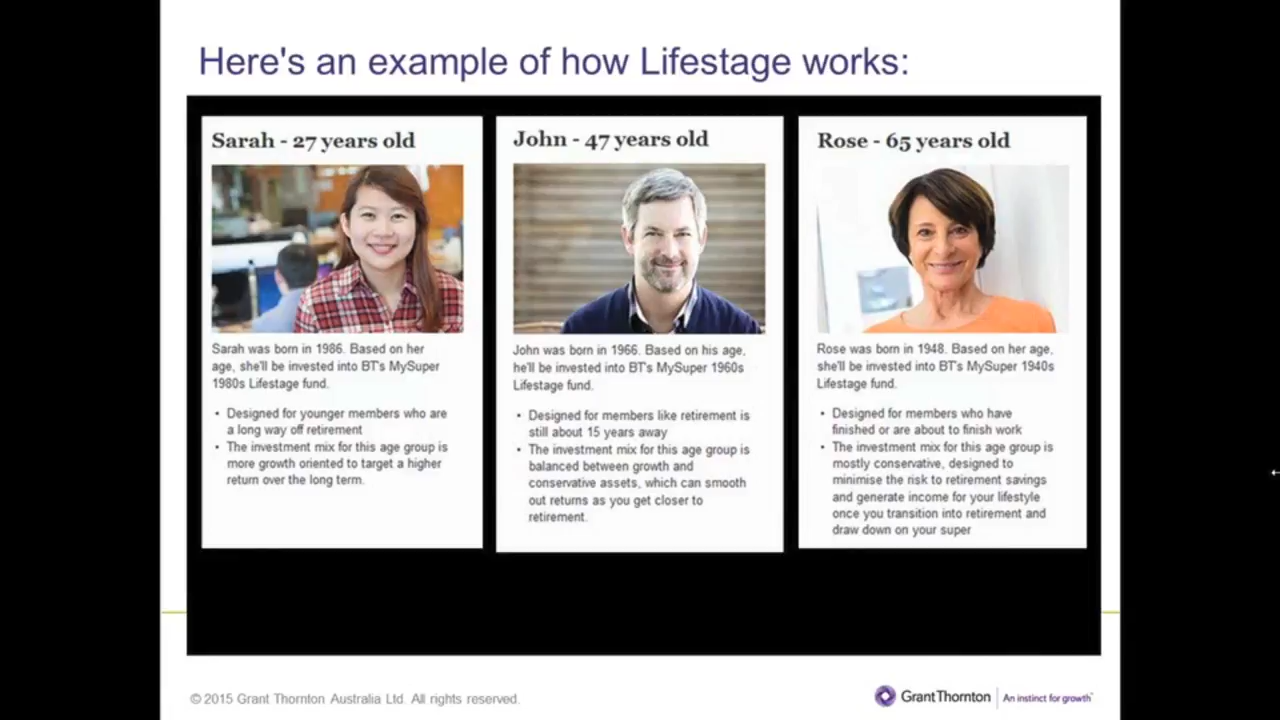 Here's an example of how Lifestage works:
Sarah - 27 years old
Sarah was born in 1986. Based on her
age, she'll be invested into BT's MySuper
1980s Lifestage fund.
• Designed for younger members who are
a long way off retirement
• The investment mix for this age group is
more growth oriented to target a higher
return over the long term.
John - 47 years old
John was born in 1966. Based on his age,
he'll be invested into BT's MySuper 1960s
Lifestage fund.
• Designed for members like retirement is
still about 15 years away
• The investment mix for this age group is
balanced between growth and
conservative assets, which can smooth
out returns as you get closer to
retirement.
Rose - 65 years old
Rose was born in 1948. Based on her age,
she'll be invested into BT's MySuper 1940s
Lifestage fund.
• Designed for members who have
finished or are about to finish work
• The investment mix for this age group is
mostly conservative, designed to
minimise the risk to retirement savings
and generate income for your lifestyle
once you transition into retirement and
draw down on your super
© 2015 Grant Thornton Australia Ltd. All rights reserved.
GrantThornton
An instinct for growth™